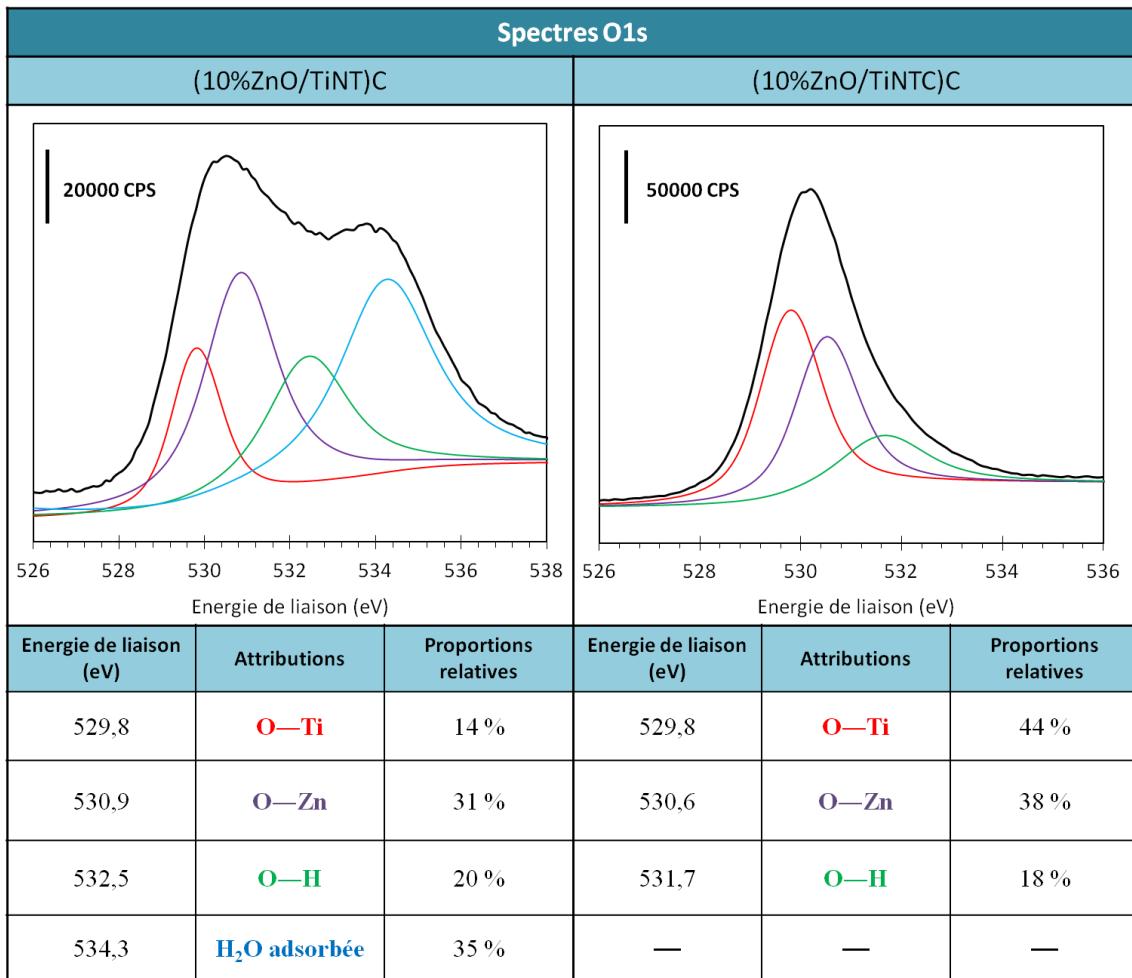 Spectres O1s
(10%ZnO/TiNT)C
(10%ZnO/TiNTC)C
20000 CPS
50000 CPS
526 528 530 532 534 536 538
526 528 530 532 534 536
Energie de liaison (eV)
Energie de liaison (eV)
Energie de liaison (eV) Attributions Proportions relatives Energie de liaison (eV) Attributions Proportions relatives
529,8 O—Ti 14 % 529,8 O—Ti 44 %
530,9 O—Zn 31 % 530,6 O—Zn 38 %
532,5 O—H 20 % 531,7 O—H 18 %
534,3 H₂O adsorbée 35 % — — —